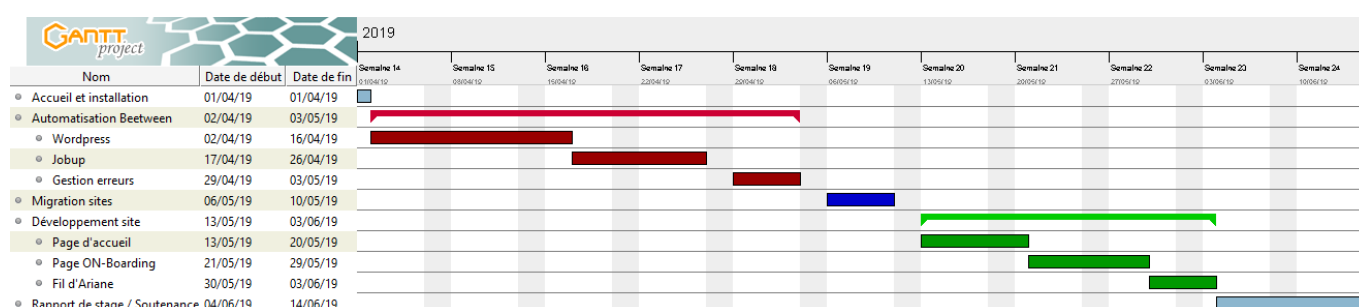 GANTT project
2019
Semaine 14 Semaine 15 Semaine 16 Semaine 17 Semaine 18 Semaine 19 Semaine 20 Semaine 21 Semaine 22 Semaine 23 Semaine 24
01/04/19 08/04/19 15/04/19 22/04/19 29/04/19 06/05/19 13/05/19 20/05/19 27/05/19 03/06/19 10/06/19
Nom Date de début Date de fin
Accueil et installation 01/04/19 01/04/19
Automatisation Beetween 02/04/19 03/05/19
Wordpress 02/04/19 16/04/19
Jobup 17/04/19 26/04/19
Gestion erreurs 29/04/19 03/05/19
Migration sites 06/05/19 10/05/19
Développement site 13/05/19 03/06/19
Page d'accueil 13/05/19 20/05/19
Page ON-Boarding 21/05/19 29/05/19
Fil d'Ariane 30/05/19 03/06/19
Rapport de stage / Soutenance 04/06/19 14/06/19